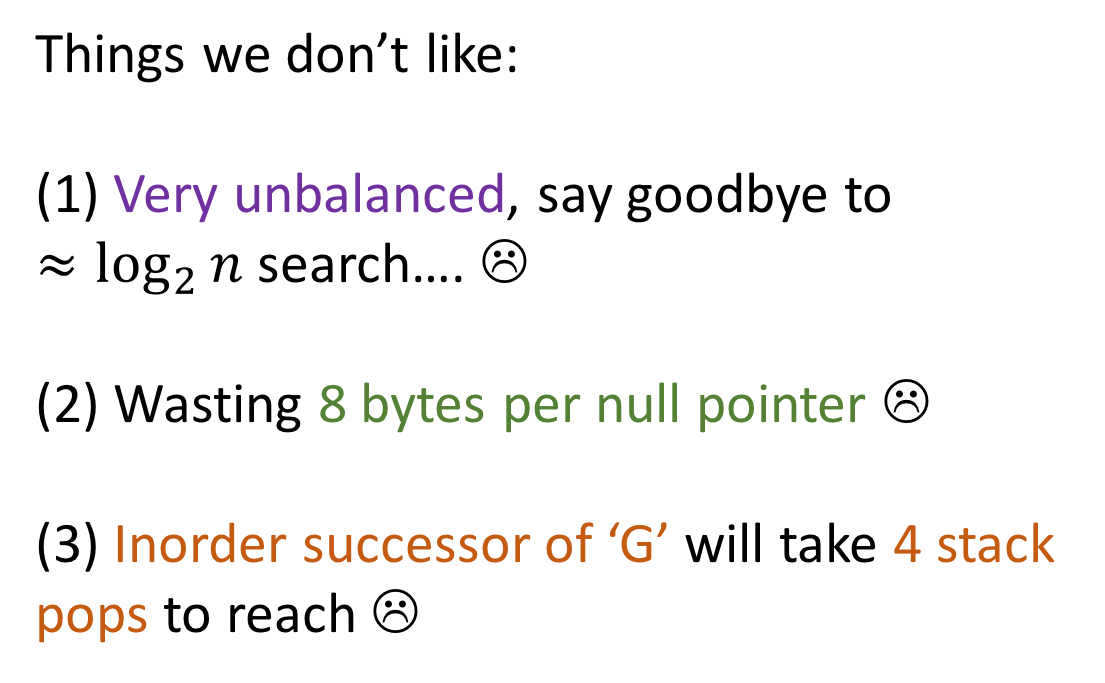 Things we don’t like:
(1) Very unbalanced, say goodbye to
≈ log₂ n search…. ☹
(2) Wasting 8 bytes per null pointer ☹
(3) Inorder successor of ‘G’ will take 4 stack
pops to reach ☹